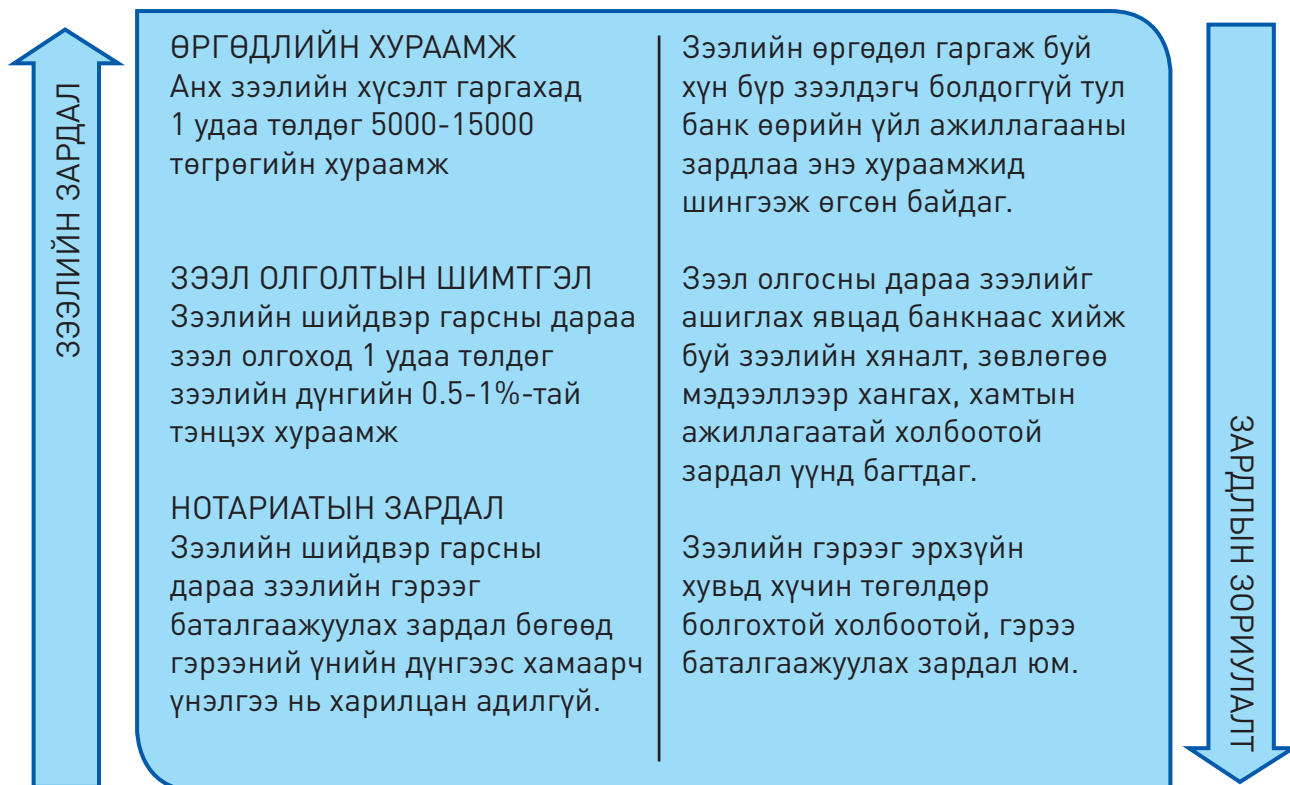 ЗЭЭЛИЙН ЗАРДАЛ
ӨРГӨДЛИЙН ХУРААМЖ
Анх зээлийн хүсэлт гаргахад
1 удаа төлдөг 5000-15000
төгрөгийн хураамж
Зээлийн өргөдөл гаргаж буй
хүн бүр зээлдэгч болдоггүй тул
банк өөрийн үйл ажиллагааны
зардлаа энэ хураамжид
шингээж өгсөн байдаг.
ЗЭЭЛ ОЛГОЛТЫН ШИМТГЭЛ
Зээлийн шийдвэр гарсны дараа
зээл олгоход 1 удаа төлдөг
зээлийн дүнгийн 0.5-1%-тай
тэнцэх хураамж
Зээл олгосны дараа зээлийг
ашиглах явцад банкнаас хийж
буй зээлийн хяналт, зөвлөгөө
мэдээллээр хангах, хамтын
ажиллагаатай холбоотой
зардал үүнд багтдаг.
НОТАРИАТЫН ЗАРДАЛ
Зээлийн шийдвэр гарсны
дараа зээлийн гэрээг
баталгаажуулах зардал бөгөөд
гэрээний үнийн дүнгээс хамаарч
үнэлгээ нь харилцан адилгүй.
Зээлийн гэрээг эрхзүйн
хувьд хүчин төгөлдөр
болгохтой холбоотой, гэрээ
баталгаажуулах зардал юм.
ЗАРДЛЫН ЗОРИУЛАЛТ